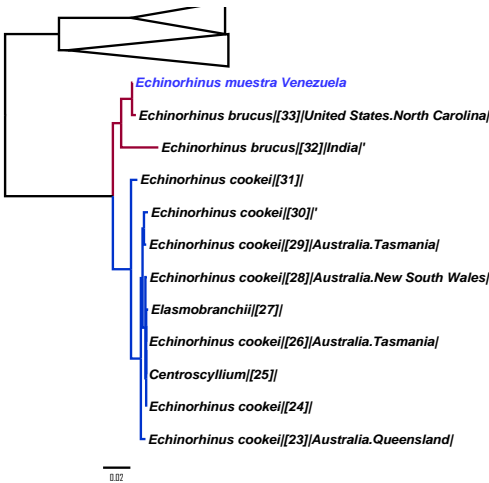 Echinorhinus muestra Venezuela
Echinorhinus brucus|[33]|United States.North Carolina|
Echinorhinus brucus|[32]|India|'
Echinorhinus cookei|[31]|
Echinorhinus cookei|[30]|'
Echinorhinus cookei|[29]|Australia.Tasmania|
Echinorhinus cookei|[28]|Australia.New South Wales|
Elasmobranchii|[27]|
Echinorhinus cookei|[26]|Australia.Tasmania|
Centroscyllium|[25]|
Echinorhinus cookei|[24]|
Echinorhinus cookei|[23]|Australia.Queensland|
0.02